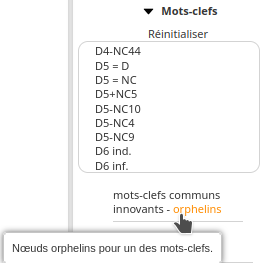 Mots-clefs
Réinitialiser
D4-NC44
D5 = D
D5 = NC
D5+NC5
D5-NC10
D5-NC4
D5-NC9
D6 ind.
D6 inf.
mots-clefs communs
innovants - orphelins
Nœuds orphelins pour un des mots-clefs.